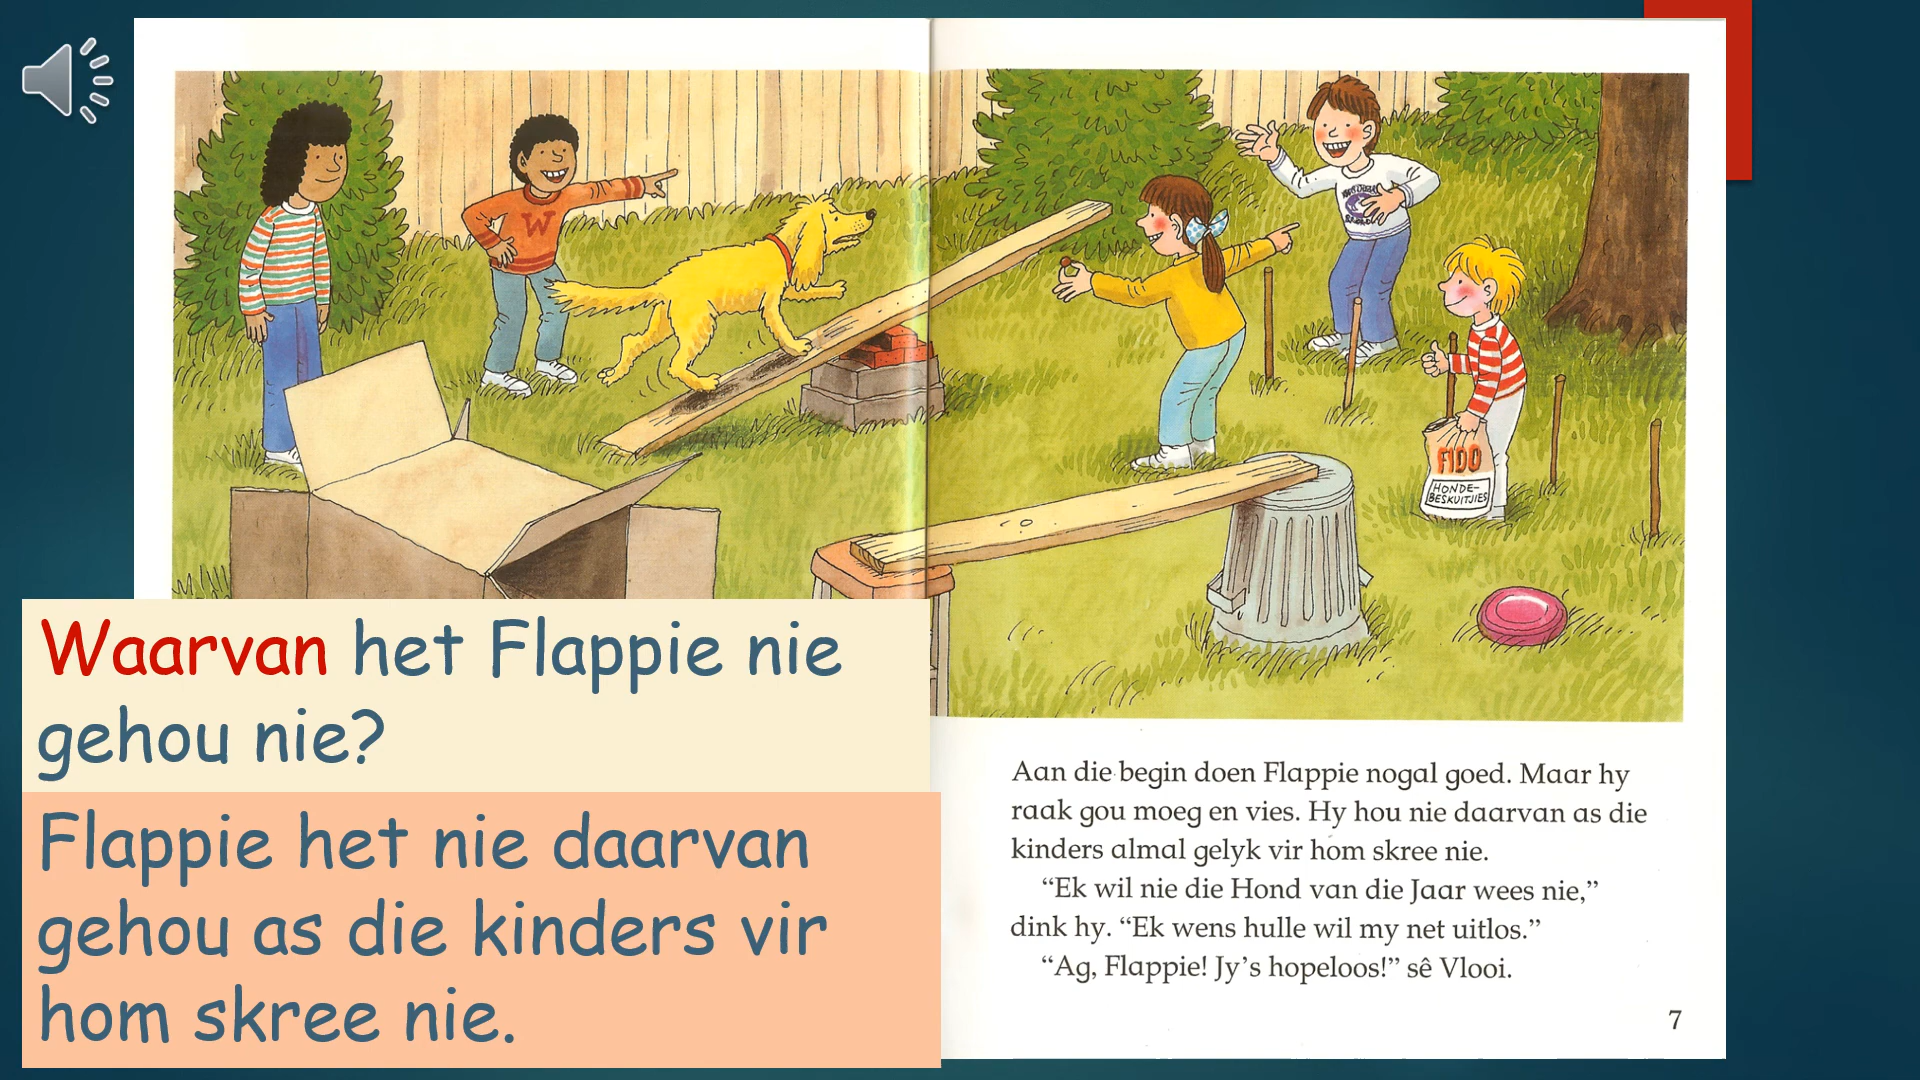 W
FIDO
HONDE-
BESKUITJIES
Waarvan het Flappie nie
gehou nie?
Flappie het nie daarvan
gehou as die kinders vir
hom skree nie.
Aan die begin doen Flappie nogal goed. Maar hy
raak gou moeg en vies. Hy hou nie daarvan as die
kinders almal gelyk vir hom skree nie.
“Ek wil nie die Hond van die Jaar wees nie,”
dink hy. “Ek wens hulle wil my net uitlos.”
“Ag, Flappie! Jy’s hopeloos!” sê Vlooi.
7